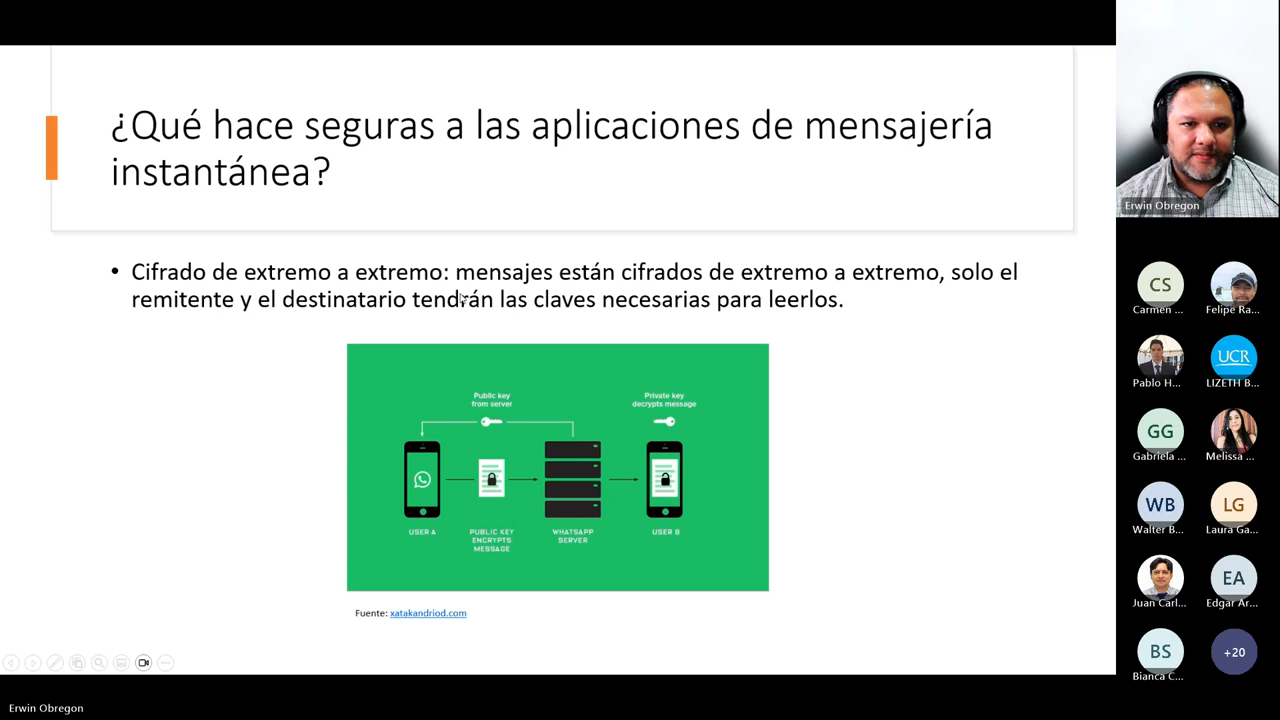 ¿Qué hace seguras a las aplicaciones de mensajería
instantánea?
• Cifrado de extremo a extremo: mensajes están cifrados de extremo a extremo, solo el
remitente y el destinatario tendrán las claves necesarias para leerlos.
Public key
from server
Private key
decrypts message
USER A
PUBLIC KEY
ENCRYPTS
MESSAGE
WHATSAPP
SERVER
USER B
Fuente: xatakandriod.com
Erwin Obregon
CS
Carmen ...
Felipe Ra...
Pablo H...
UCR
LIZETH B...
GG
Gabriela ...
Melissa ...
WB
Walter B...
LG
Laura Ga...
Juan Carl...
EA
Edgar Ar...
BS
Bianca C...
+20
Erwin Obregon